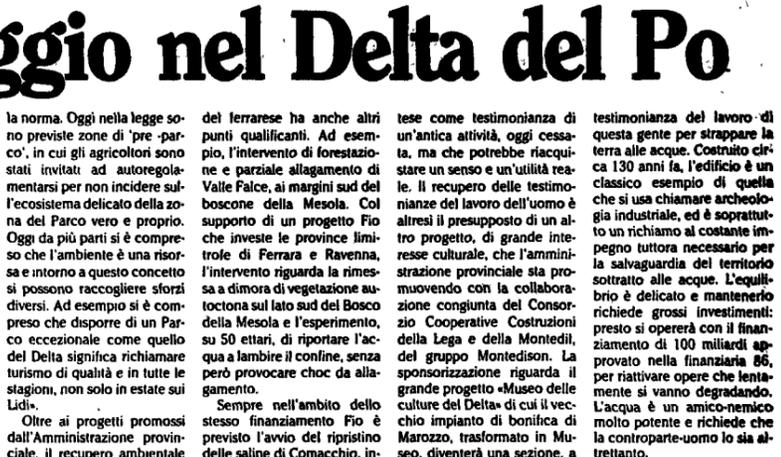 ggio nel Delta del Po
la norma. Oggi nella legge so-
no previste zone di 'pre -par-
co', in cui gli agricoltori sono
stati invitati ad autoregola-
mentarsi per non incidere sul-
l'ecosistema delicato della zo-
na del Parco vero e proprio.
Oggi da più parti si è compre-
so che l'ambiente è una risor-
sa e intorno a questo concetto
si possono raccogliere sforzi
diversi. Ad esempio si è com-
preso che disporre di un Par-
co eccezionale come quello
del Delta significa richiamare
turismo di qualità e in tutte le
stagioni, non solo in estate sui
Lidi».
Oltre ai progetti promossi
dall'Amministrazione provin-
ciale, il recupero ambientale
del ferrarese ha anche altri
punti qualificanti. Ad esem-
pio, l'intervento di forestazio-
ne e parziale allagamento di
Valle Falce, ai margini sud del
boscone della Mesola. Col
supporto di un progetto Fio
che investe le province limi-
trofe di Ferrara e Ravenna,
l'intervento riguarda la rimes-
sa a dimora di vegetazione au-
toctona sul lato sud del Bosco
della Mesola e l'esperimento,
su 50 ettari, di riportare l'ac-
qua a lambire il confine, senza
però provocare choc da alla-
gamento.
Sempre nell'ambito dello
stesso finanziamento Fio è
previsto l'avvio del ripristino
delle saline di Comacchio, in-
tese come testimonianza di
un'antica attività, oggi cessa-
ta, ma che potrebbe riacqui-
stare un senso e un'utilità rea-
le. Il recupero delle testimo-
nianze del lavoro dell'uomo è
altresì il presupposto di un al-
tro progetto, di grande inte-
resse culturale, che l'ammini-
strazione provinciale sta pro-
muovendo con la collabora-
zione congiunta del Consor-
zio Cooperative Costruzioni
della Lega e della Montedil,
del gruppo Montedison. La
sponsorizzazione riguarda il
grande progetto «Museo delle
culture del Delta» di cui il vec-
chio impianto di bonifica di
Marozzo, trasformato in Mu-
seo, diventerà una sezione, a
testimonianza del lavoro di
questa gente per strappare la
terra alle acque. Costruito cir-
ca 130 anni fa, l'edificio è un
classico esempio di quella
che si usa chiamare archeolo-
gia industriale, ed è soprattut-
to un richiamo al costante im-
pegno tuttora necessario per
la salvaguardia del territorio
sottratto alle acque. L'equili-
brio è delicato e mantenerlo
richiede grossi investimenti:
presto si opererà con il finan-
ziamento di 100 miliardi ap-
provato nella finanziaria 86,
per riattivare opere che lenta-
mente si vanno degradando.
L'acqua è un amico-nemico
molto potente e richiede che
la controparte-uomo lo sia al-
trettanto.